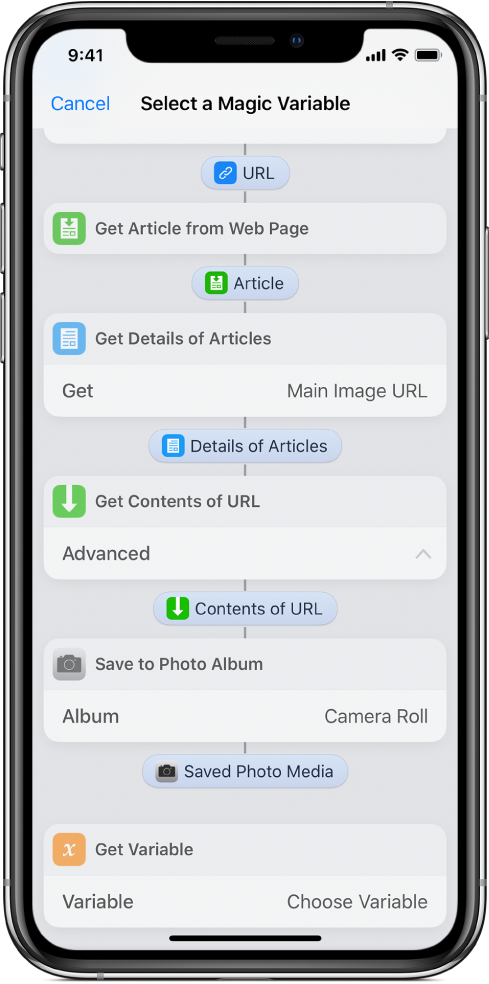 9:41
Cancel Select a Magic Variable
URL
Get Article from Web Page
Article
Get Details of Articles
Get Main Image URL
Details of Articles
Get Contents of URL
Advanced
Contents of URL
Save to Photo Album
Album Camera Roll
Saved Photo Media
x Get Variable
Variable Choose Variable